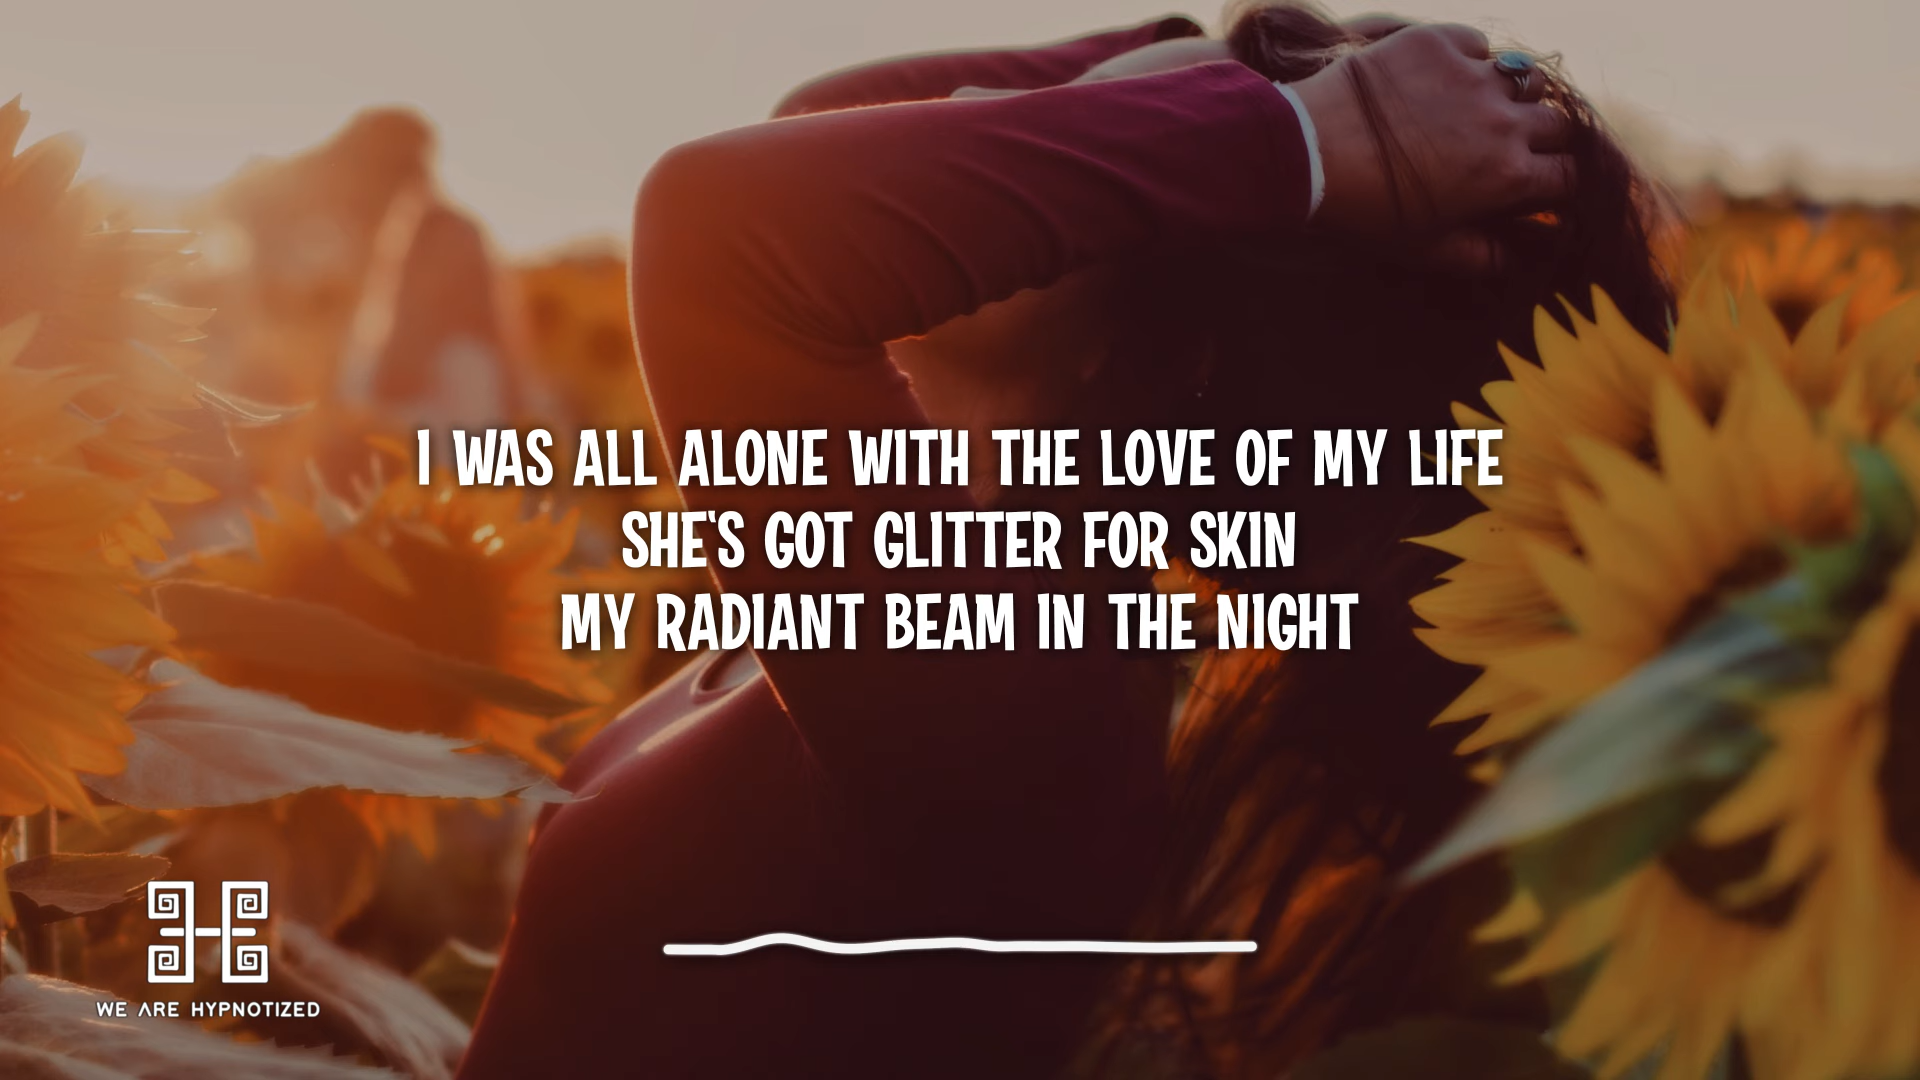 I WAS ALL ALONE WITH THE LOVE OF MY LIFE
SHE'S GOT GLITTER FOR SKIN
MY RADIANT BEAM IN THE NIGHT
WE ARE HYPNOTIZED